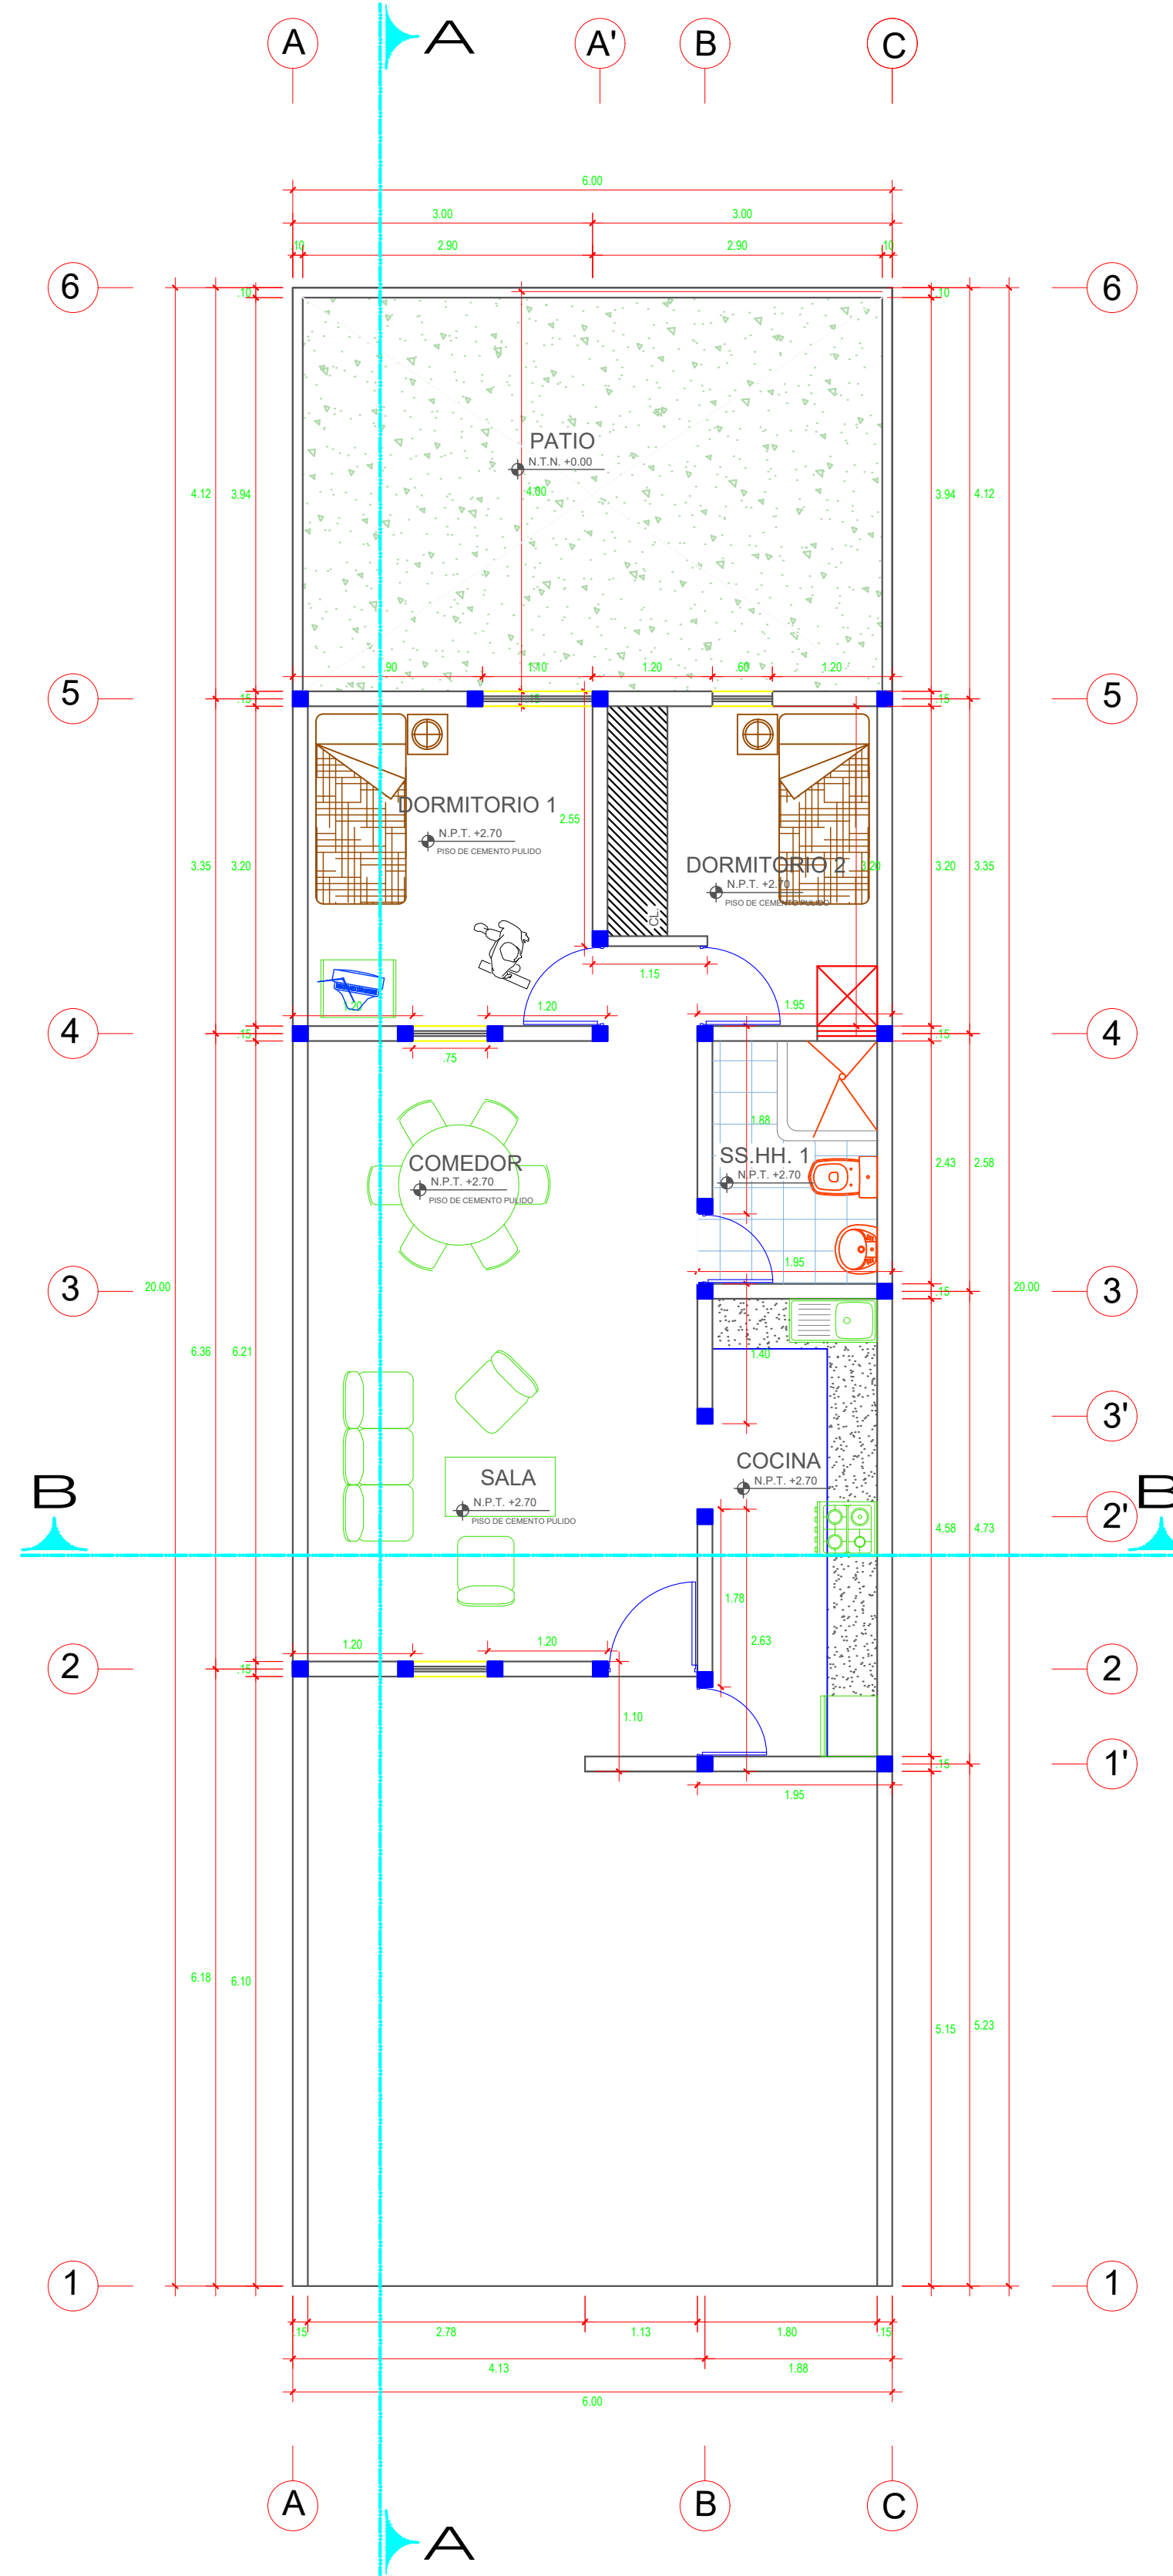 A
A
A'
B
C
6.00
3.00
3.00
.10
2.90
2.90
.10
6
6
.10
.10
PATIO
N.T.N. +0.00
4.00
4.12
3.94
3.94
4.12
.90
1.10
1.20
.60
1.20
5
5
.15
.15
.15
DORMITORIO 1
N.P.T. +2.70
PISO DE CEMENTO PULIDO
2.55
DORMITORIO 2
N.P.T. +2.70
PISO DE CEMENTO PULIDO
3.20
3.35
3.20
3.20
3.35
CL.
1.15
1.20
1.20
1.95
4
4
.15
.15
.75
1.88
COMEDOR
N.P.T. +2.70
PISO DE CEMENTO PULIDO
SS.HH. 1
N.P.T. +2.70
2.43
2.58
1.95
3
3
20.00
20.00
.15
6.36
6.21
1.40
3'
SALA
N.P.T. +2.70
PISO DE CEMENTO PULIDO
COCINA
N.P.T. +2.70
B
B
2'
4.58
4.73
1.78
2.63
1.20
1.20
2
2
.15
1.10
1'
.15
1.95
6.18
6.10
5.15
5.23
1
1
.15
2.78
1.13
1.80
.15
4.13
1.88
6.00
A
B
C
A